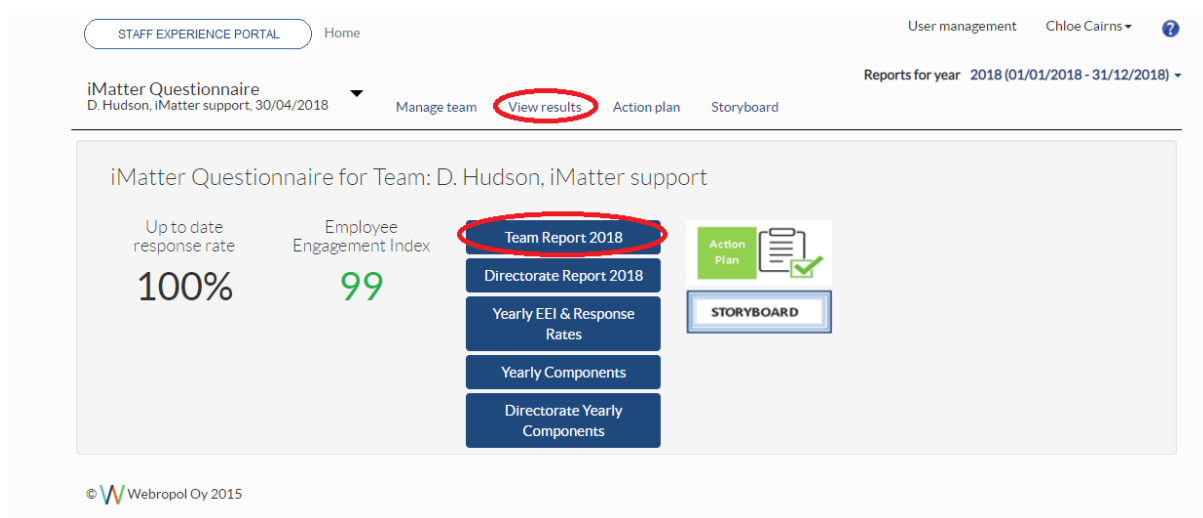 STAFF EXPERIENCE PORTAL Home User management Chloe Cairns ?
Reports for year 2018 (01/01/2018 - 31/12/2018)
iMatter Questionnaire
D. Hudson, iMatter support, 30/04/2018
Manage team View results Action plan Storyboard
iMatter Questionnaire for Team: D. Hudson, iMatter support
Up to date
response rate
100%
Employee
Engagement Index
99
Team Report 2018
Directorate Report 2018
Yearly EEI & Response
Rates
Yearly Components
Directorate Yearly
Components
Action
Plan
STORYBOARD
© W Webropol Oy 2015